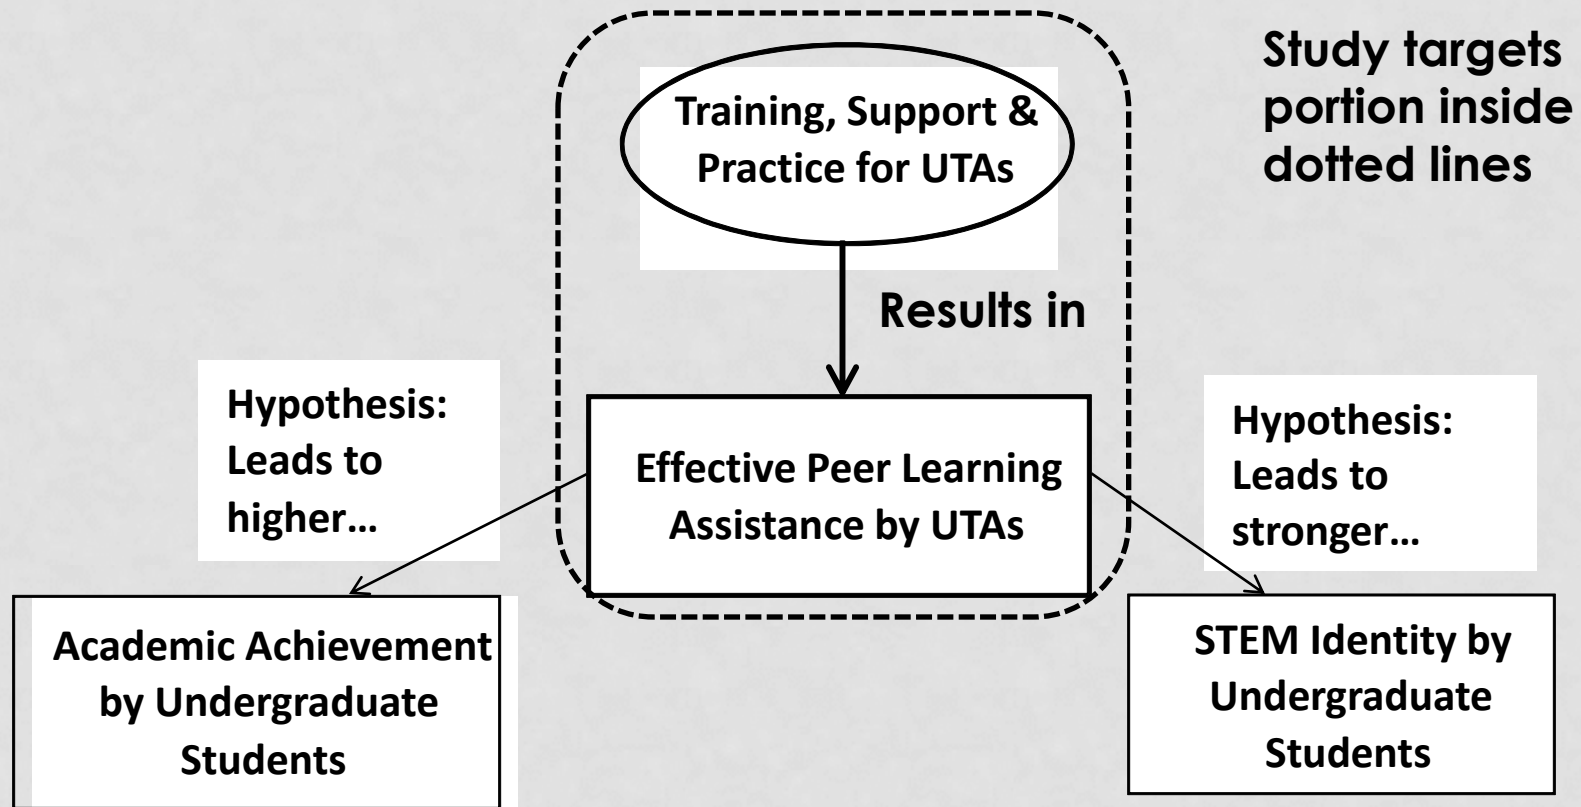 Study targets
portion inside
dotted lines
Training, Support &
Practice for UTAs
Results in
Hypothesis:
Leads to
higher…
Effective Peer Learning
Assistance by UTAs
Hypothesis:
Leads to
stronger…
Academic Achievement
by Undergraduate
Students
STEM Identity by
Undergraduate
Students